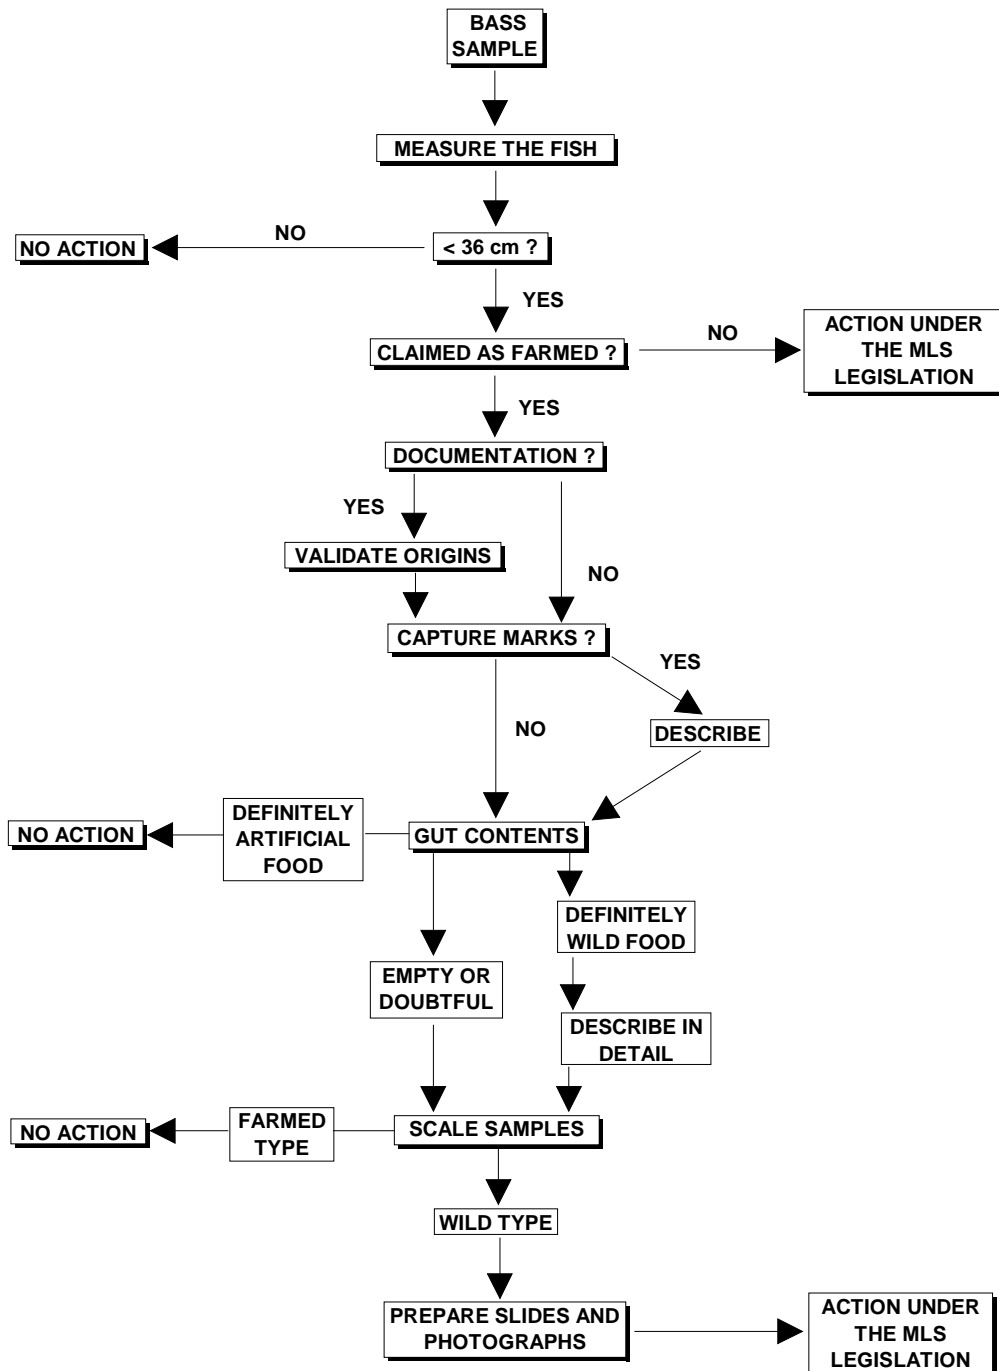 BASS
SAMPLE
MEASURE THE FISH
NO ACTION
NO
< 36 cm ?
YES
CLAIMED AS FARMED ?
NO
ACTION UNDER
THE MLS
LEGISLATION
YES
DOCUMENTATION ?
YES
VALIDATE ORIGINS
NO
CAPTURE MARKS ?
YES
NO
DESCRIBE
NO ACTION
DEFINITELY
ARTIFICIAL
FOOD
GUT CONTENTS
DEFINITELY
WILD FOOD
EMPTY OR
DOUBTFUL
DESCRIBE IN
DETAIL
NO ACTION
FARMED
TYPE
SCALE SAMPLES
WILD TYPE
PREPARE SLIDES AND
PHOTOGRAPHS
ACTION UNDER
THE MLS
LEGISLATION